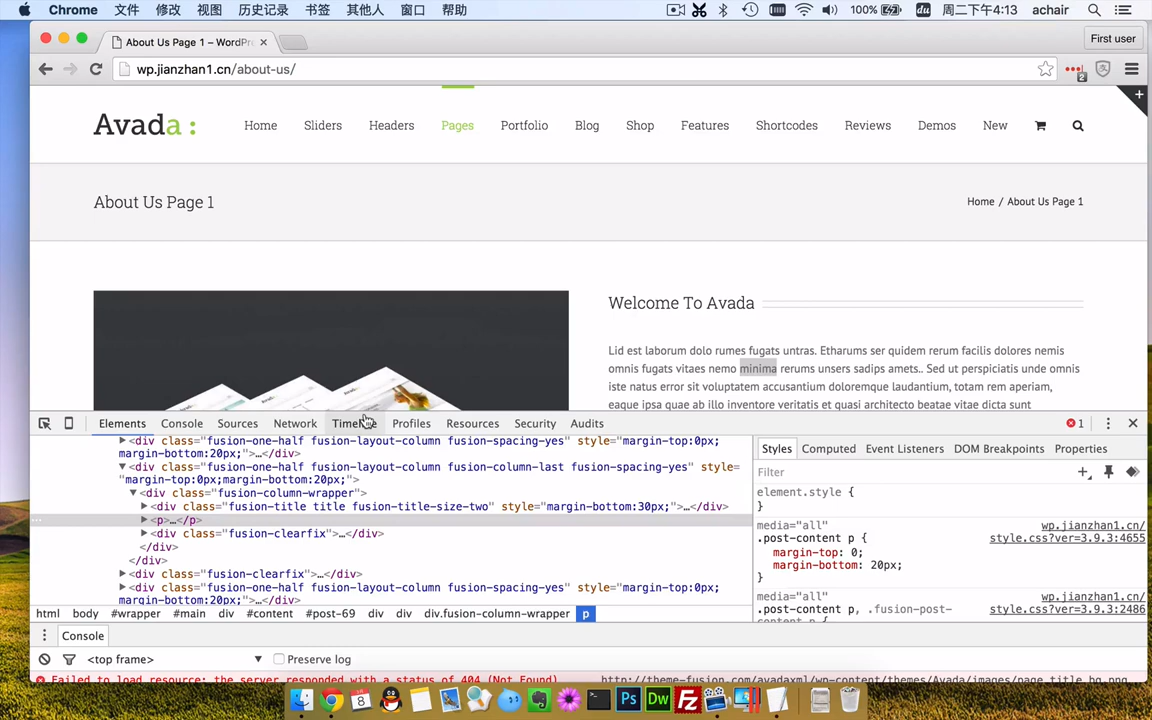 Chrome 文件 修改 视图 历史记录 书签 其他人 窗口 帮助 100% du 周二下午4:13 achair
About Us Page 1 – WordPr First user
wp.jianzhan1.cn/about-us/ 2
Avada : Home Sliders Headers Pages Portfolio Blog Shop Features Shortcodes Reviews Demos New
About Us Page 1 Home / About Us Page 1
Welcome To Avada
Lid est laborum dolo rumes fugats untras. Etharums ser quidem rerum facilis dolores nemis
omnis fugats vitaes nemo minima rerums unsers sadips amets.. Sed ut perspiciatis unde omnis
iste natus error sit voluptatem accusantium doloremque laudantium, totam rem aperiam,
eaque ipsa quae ab illo inventore veritatis et quasi architecto beatae vitae dicta sunt
Elements Console Sources Network Timeline Profiles Resources Security Audits 1
<div class="fusion-one-half fusion-layout-column fusion-spacing-yes" style="margin-top:0px;
margin-bottom:20px;">…</div>
<div class="fusion-one-half fusion-layout-column fusion-column-last fusion-spacing-yes" style=
"margin-top:0px;margin-bottom:20px;">
<div class="fusion-column-wrapper">
<div class="fusion-title title fusion-title-size-two" style="margin-bottom:30px;">…</div>
<p>…</p>
<div class="fusion-clearfix">…</div>
</div>
</div>
<div class="fusion-clearfix">…</div>
<div class="fusion-one-half fusion-layout-column fusion-spacing-yes" style="margin-top:0px;
margin-bottom:20px;">…</div>
html body #wrapper #main div #content #post-69 div div div.fusion-column-wrapper p
Styles Computed Event Listeners DOM Breakpoints Properties
Filter
element.style {
}
media="all" wp.jianzhan1.cn/
.post-content p { style.css?ver=3.9.3:4655
margin-top: 0;
margin-bottom: 20px;
}
media="all" wp.jianzhan1.cn/
.post-content p, .fusion-post- style.css?ver=3.9.3:2486
Console
<top frame> Preserve log
Failed to load resource: the server responded with a status of 404 (Not Found) http://theme-fusion.com/avadaxml/wp-content/themes/Avada/images/page_title_bg.png
8 Ps Dw Fz